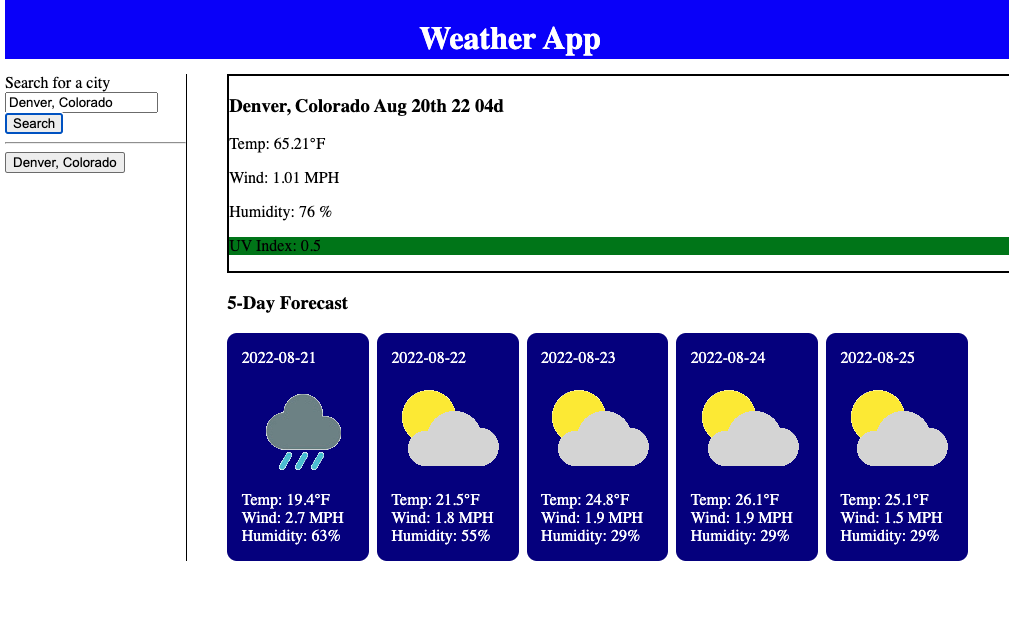 Weather App
Search for a city
Denver, Colorado
Search
Denver, Colorado
Denver, Colorado Aug 20th 22 04d
Temp: 65.21°F
Wind: 1.01 MPH
Humidity: 76 %
UV Index: 0.5
5-Day Forecast
2022-08-21
Temp: 19.4°F
Wind: 2.7 MPH
Humidity: 63%
2022-08-22
Temp: 21.5°F
Wind: 1.8 MPH
Humidity: 55%
2022-08-23
Temp: 24.8°F
Wind: 1.9 MPH
Humidity: 29%
2022-08-24
Temp: 26.1°F
Wind: 1.9 MPH
Humidity: 29%
2022-08-25
Temp: 25.1°F
Wind: 1.5 MPH
Humidity: 29%